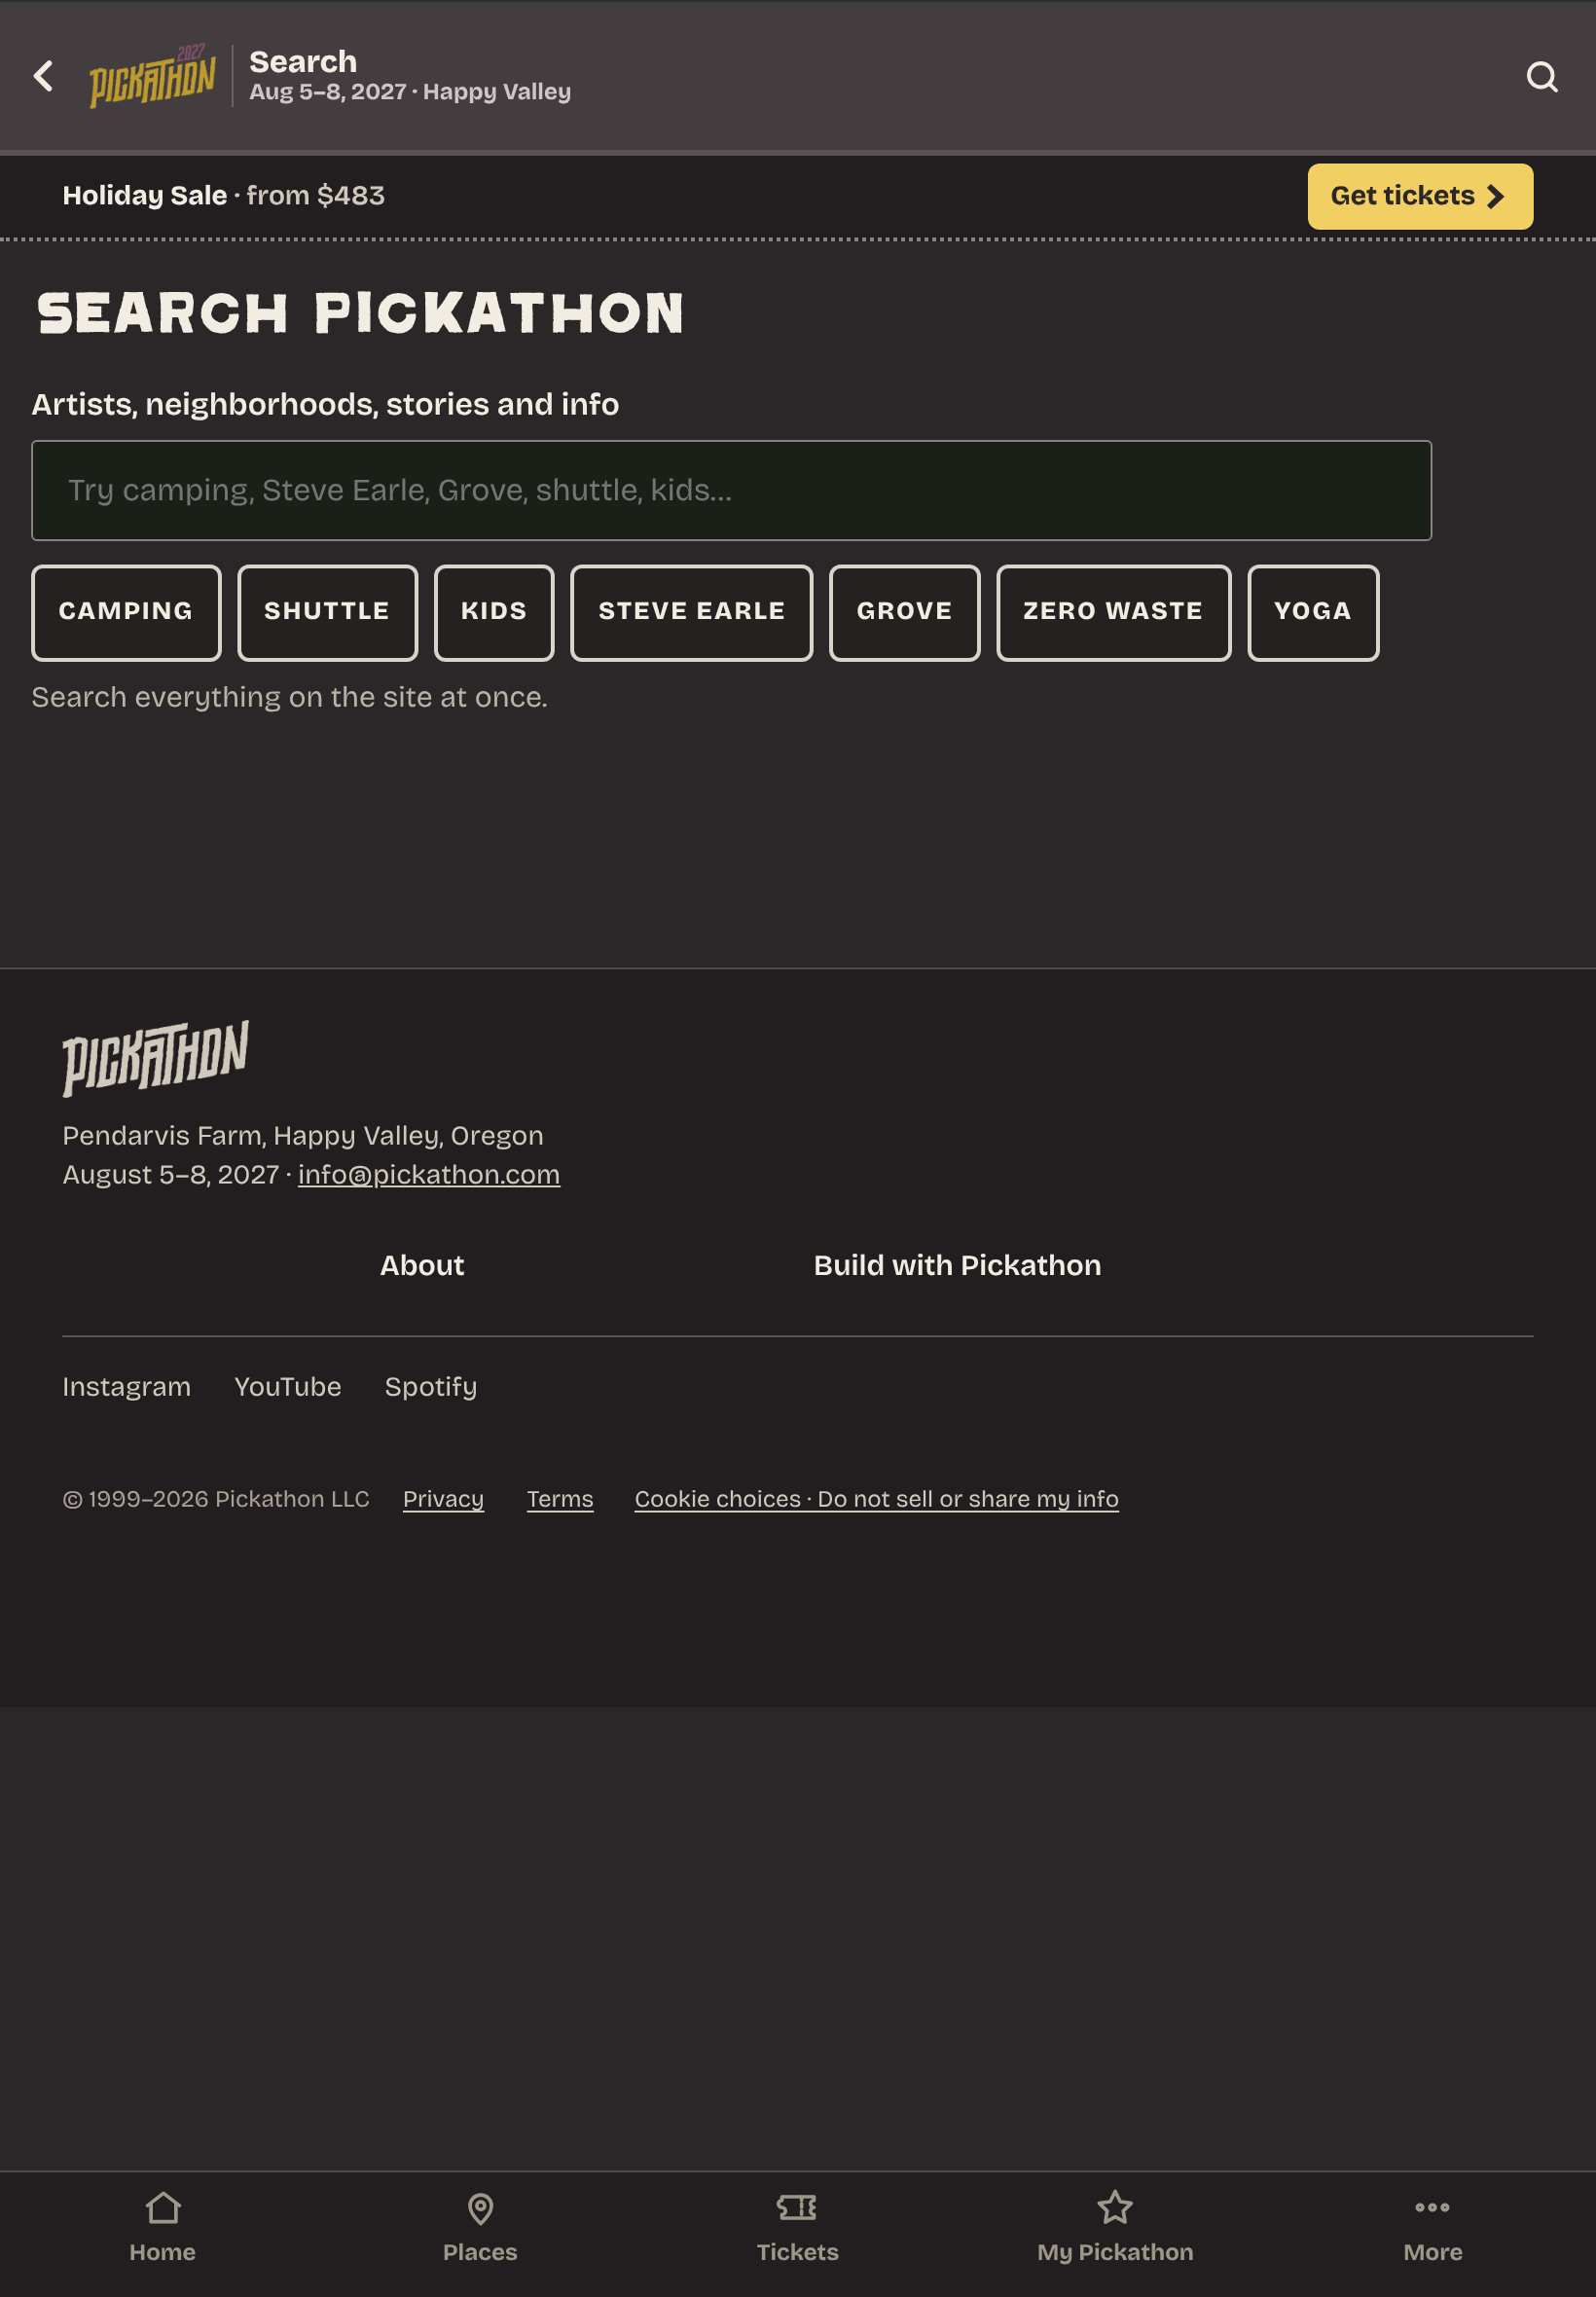 2027
PICKATHON
Search
Aug 5–8, 2027 · Happy Valley
Holiday Sale · from $483
Get tickets
SEARCH PICKATHON
Artists, neighborhoods, stories and info
Try camping, Steve Earle, Grove, shuttle, kids...
CAMPING SHUTTLE KIDS STEVE EARLE GROVE ZERO WASTE YOGA
Search everything on the site at once.
PICKATHON
Pendarvis Farm, Happy Valley, Oregon
August 5–8, 2027 · info@pickathon.com
About Build with Pickathon
Instagram YouTube Spotify
© 1999–2026 Pickathon LLC Privacy Terms Cookie choices · Do not sell or share my info
Home Places Tickets My Pickathon More